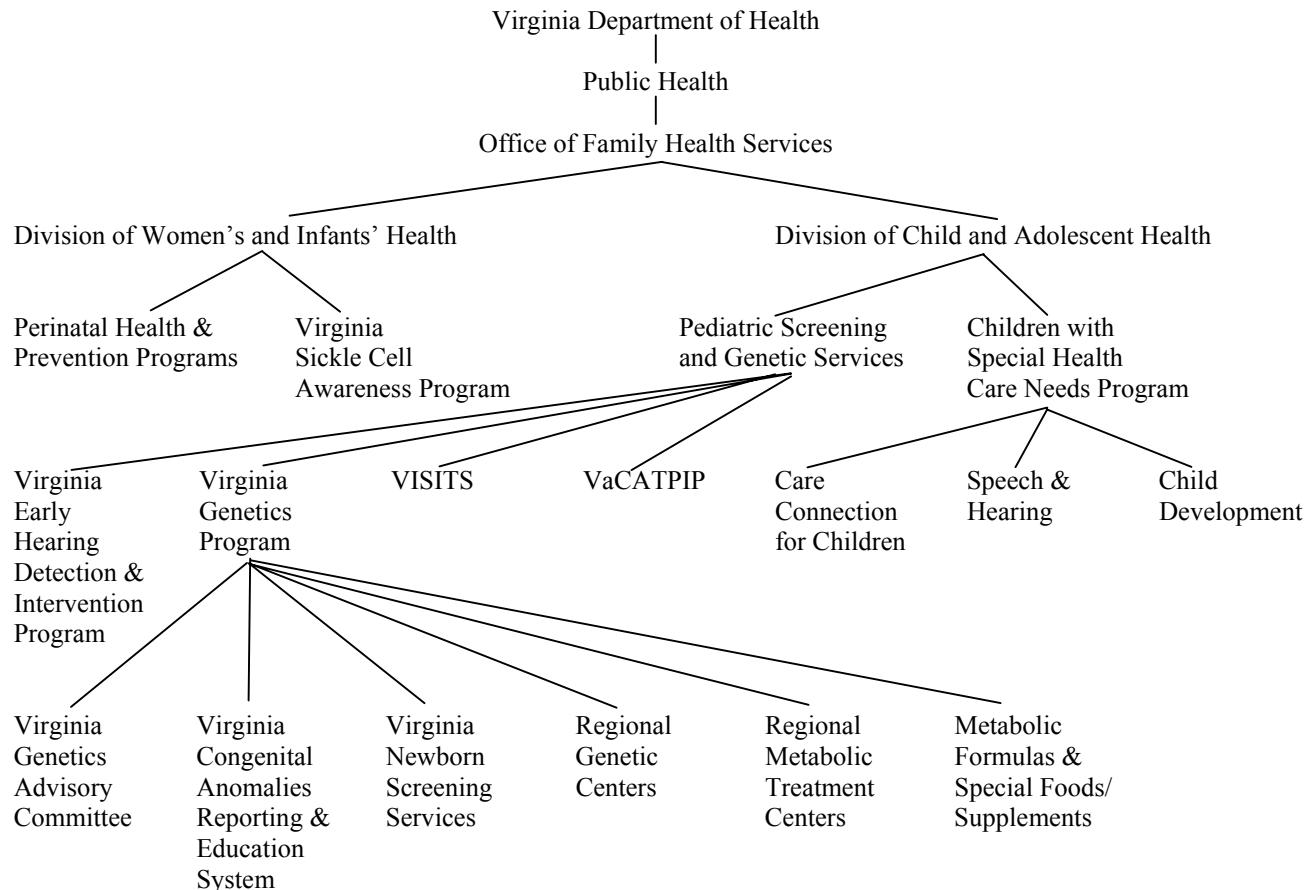 Virginia Department of Health
Public Health
Office of Family Health Services
Division of Women's and Infants' Health
Division of Child and Adolescent Health
Perinatal Health &
Prevention Programs
Virginia
Sickle Cell
Awareness Program
Pediatric Screening
and Genetic Services
Children with
Special Health
Care Needs Program
Virginia
Early
Hearing
Detection &
Intervention
Program
Virginia
Genetics
Program
VISITS
VaCATPIP
Care
Connection
for Children
Speech &
Hearing
Child
Development
Virginia
Genetics
Advisory
Committee
Virginia
Congenital
Anomalies
Reporting &
Education
System
Virginia
Newborn
Screening
Services
Regional
Genetic
Centers
Regional
Metabolic
Treatment
Centers
Metabolic
Formulas &
Special Foods/
Supplements